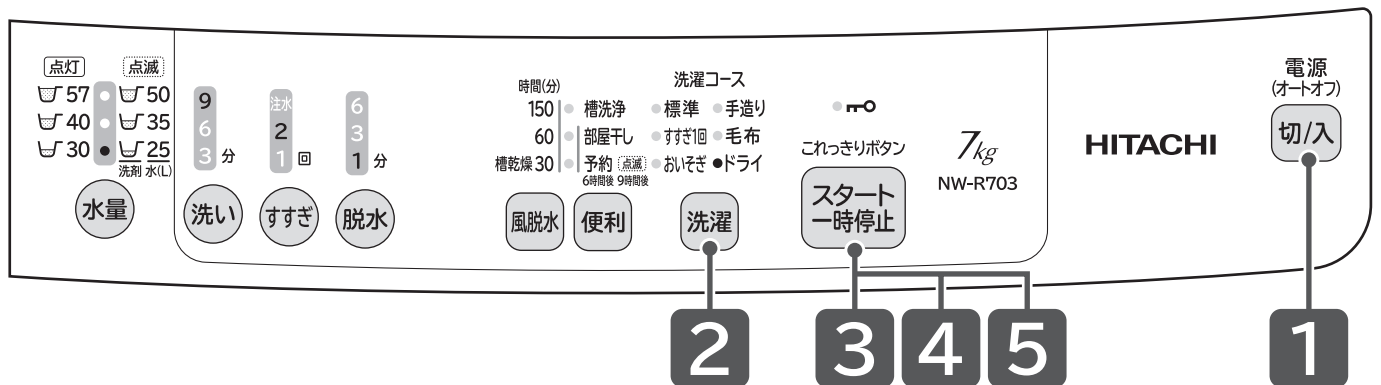 点灯 点滅
57 50
40 35
30 25
洗剤 水(L)
水量
9
6
3 分
洗い
注水
2
1 回
すすぎ
6
3
1 分
脱水
時間(分)
150
60
槽乾燥 30
風脱水
槽洗浄
部屋干し
予約 点滅
6時間後 9時間後
便利
洗濯コース
標準 手造り
すすぎ1回 毛布
おいそぎ ドライ
洗濯
これっきりボタン
スタート
一時停止
7kg
NW-R703
HITACHI
電源
(オートオフ)
切/入
2 3 4 5 1